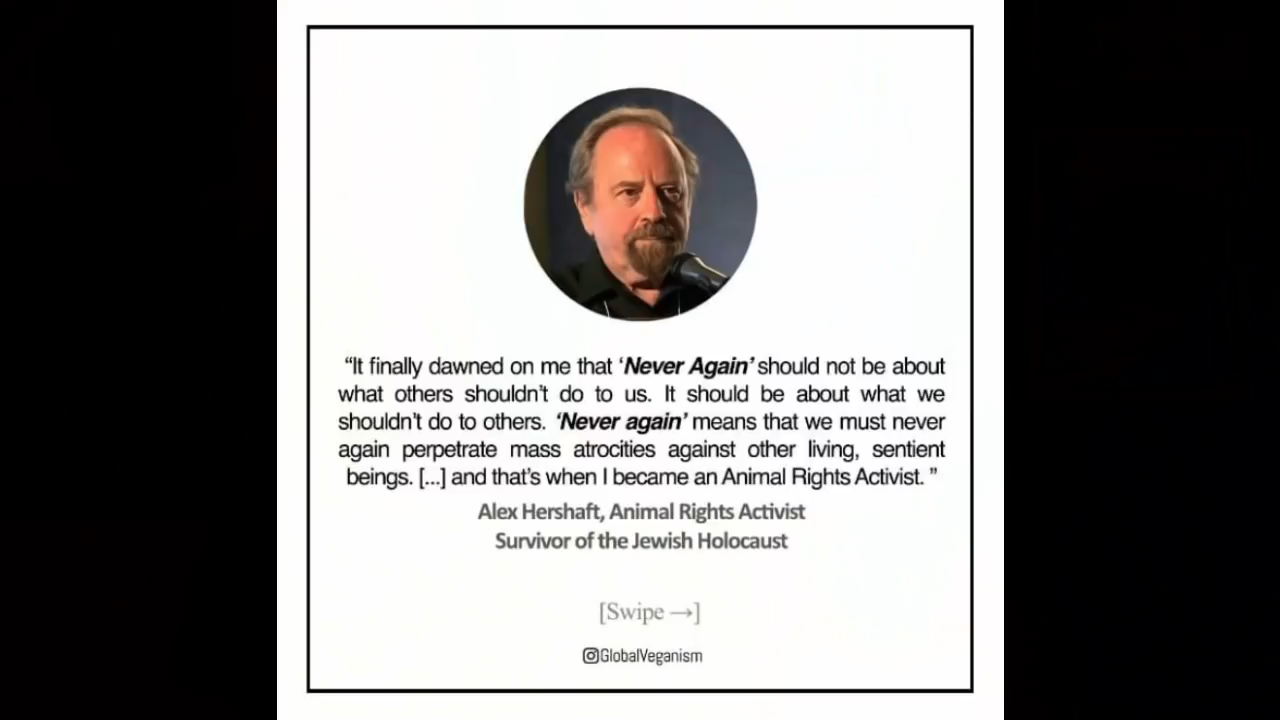 “It finally dawned on me that ‘Never Again’ should not be about
what others shouldn’t do to us. It should be about what we
shouldn’t do to others. ‘Never again’ means that we must never
again perpetrate mass atrocities against other living, sentient
beings. [...] and that’s when I became an Animal Rights Activist. ”
Alex Hershaft, Animal Rights Activist
Survivor of the Jewish Holocaust
[Swipe →]
GlobalVeganism